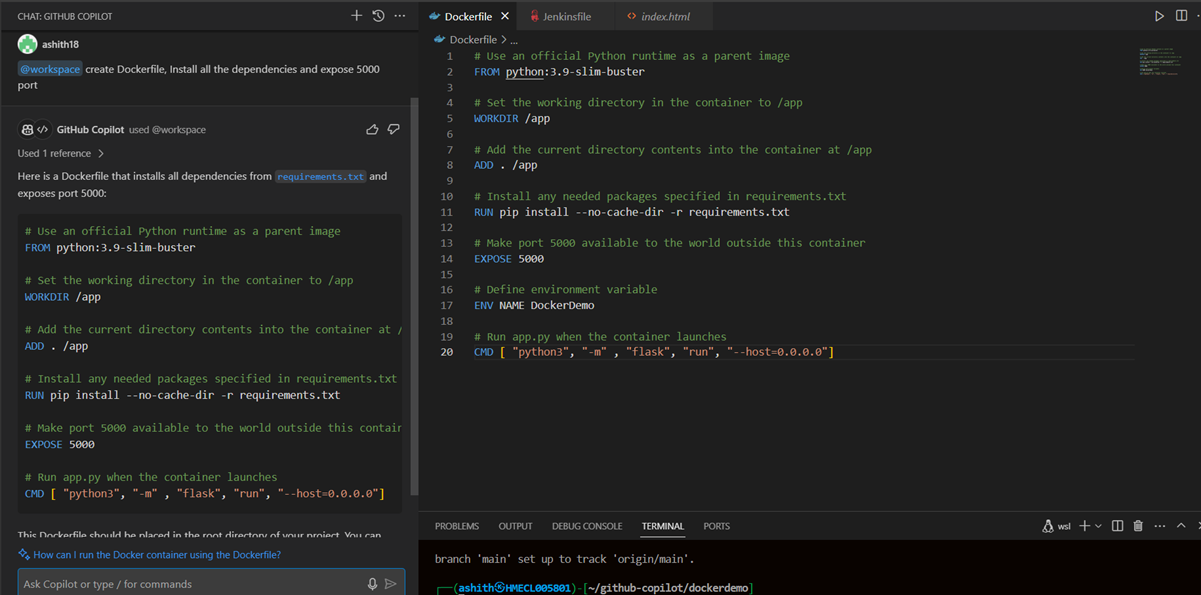 CHAT: GITHUB COPILOT
ashith18
@workspace create Dockerfile, Install all the dependencies and expose 5000
port
GitHub Copilot used @workspace
Used 1 reference
Here is a Dockerfile that installs all dependencies from requirements.txt and
exposes port 5000:
# Use an official Python runtime as a parent image
FROM python:3.9-slim-buster
# Set the working directory in the container to /app
WORKDIR /app
# Add the current directory contents into the container at /
ADD . /app
# Install any needed packages specified in requirements.txt
RUN pip install --no-cache-dir -r requirements.txt
# Make port 5000 available to the world outside this contain
EXPOSE 5000
# Run app.py when the container launches
CMD [ "python3", "-m" , "flask", "run", "--host=0.0.0.0"]
This Dockerfile should be placed in the root directory of your project. You can
How can I run the Docker container using the Dockerfile?
Ask Copilot or type / for commands
Dockerfile
Jenkinsfile
index.html
Dockerfile > ...
1 # Use an official Python runtime as a parent image
2 FROM python:3.9-slim-buster
3
4 # Set the working directory in the container to /app
5 WORKDIR /app
6
7 # Add the current directory contents into the container at /app
8 ADD . /app
9
10 # Install any needed packages specified in requirements.txt
11 RUN pip install --no-cache-dir -r requirements.txt
12
13 # Make port 5000 available to the world outside this container
14 EXPOSE 5000
15
16 # Define environment variable
17 ENV NAME DockerDemo
18
19 # Run app.py when the container launches
20 CMD [ "python3", "-m" , "flask", "run", "--host=0.0.0.0"]
PROBLEMS OUTPUT DEBUG CONSOLE TERMINAL PORTS
wsl
branch 'main' set up to track 'origin/main'.
(ashith㉿HMECL005801)-[~/github-copilot/dockerdemo]